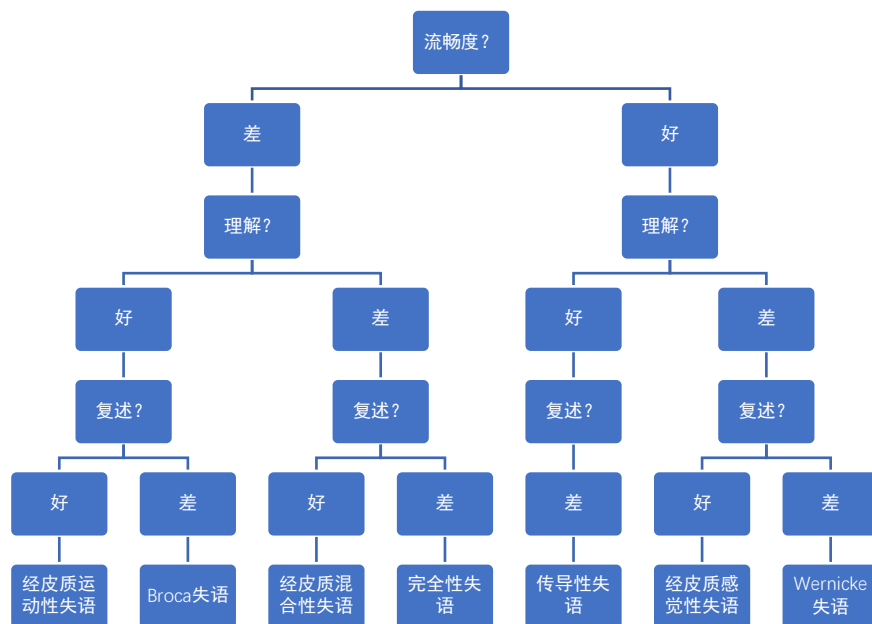 流畅度？
差
好
理解？
理解？
好
差
好
差
复述？
复述？
复述？
复述？
好
差
好
差
差
好
差
经皮质运
动性失语
Broca失语
经皮质混
合性失语
完全性失
语
传导性失
语
经皮质感
觉性失语
Wernicke
失语